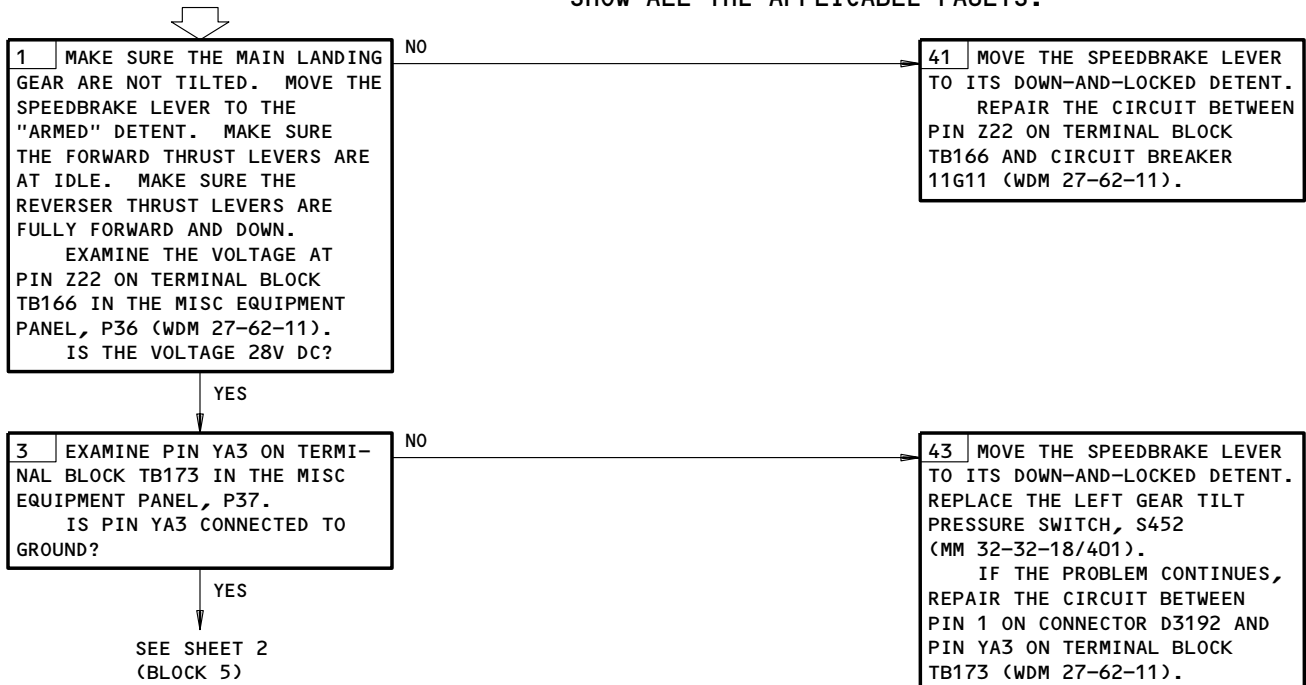 SHOW ALL THE APPLICABLE FAULTS.
1 MAKE SURE THE MAIN LANDING
GEAR ARE NOT TILTED. MOVE THE
SPEEDBRAKE LEVER TO THE
"ARMED" DETENT. MAKE SURE
THE FORWARD THRUST LEVERS ARE
AT IDLE. MAKE SURE THE
REVERSER THRUST LEVERS ARE
FULLY FORWARD AND DOWN.
EXAMINE THE VOLTAGE AT
PIN Z22 ON TERMINAL BLOCK
TB166 IN THE MISC EQUIPMENT
PANEL, P36 (WDM 27-62-11).
IS THE VOLTAGE 28V DC?
NO
41 MOVE THE SPEEDBRAKE LEVER
TO ITS DOWN-AND-LOCKED DETENT.
REPAIR THE CIRCUIT BETWEEN
PIN Z22 ON TERMINAL BLOCK
TB166 AND CIRCUIT BREAKER
11G11 (WDM 27-62-11).
YES
3 EXAMINE PIN YA3 ON TERMI-
NAL BLOCK TB173 IN THE MISC
EQUIPMENT PANEL, P37.
IS PIN YA3 CONNECTED TO
GROUND?
NO
43 MOVE THE SPEEDBRAKE LEVER
TO ITS DOWN-AND-LOCKED DETENT.
REPLACE THE LEFT GEAR TILT
PRESSURE SWITCH, S452
(MM 32-32-18/401).
IF THE PROBLEM CONTINUES,
REPAIR THE CIRCUIT BETWEEN
PIN 1 ON CONNECTOR D3192 AND
PIN YA3 ON TERMINAL BLOCK
TB173 (WDM 27-62-11).
YES
SEE SHEET 2
(BLOCK 5)